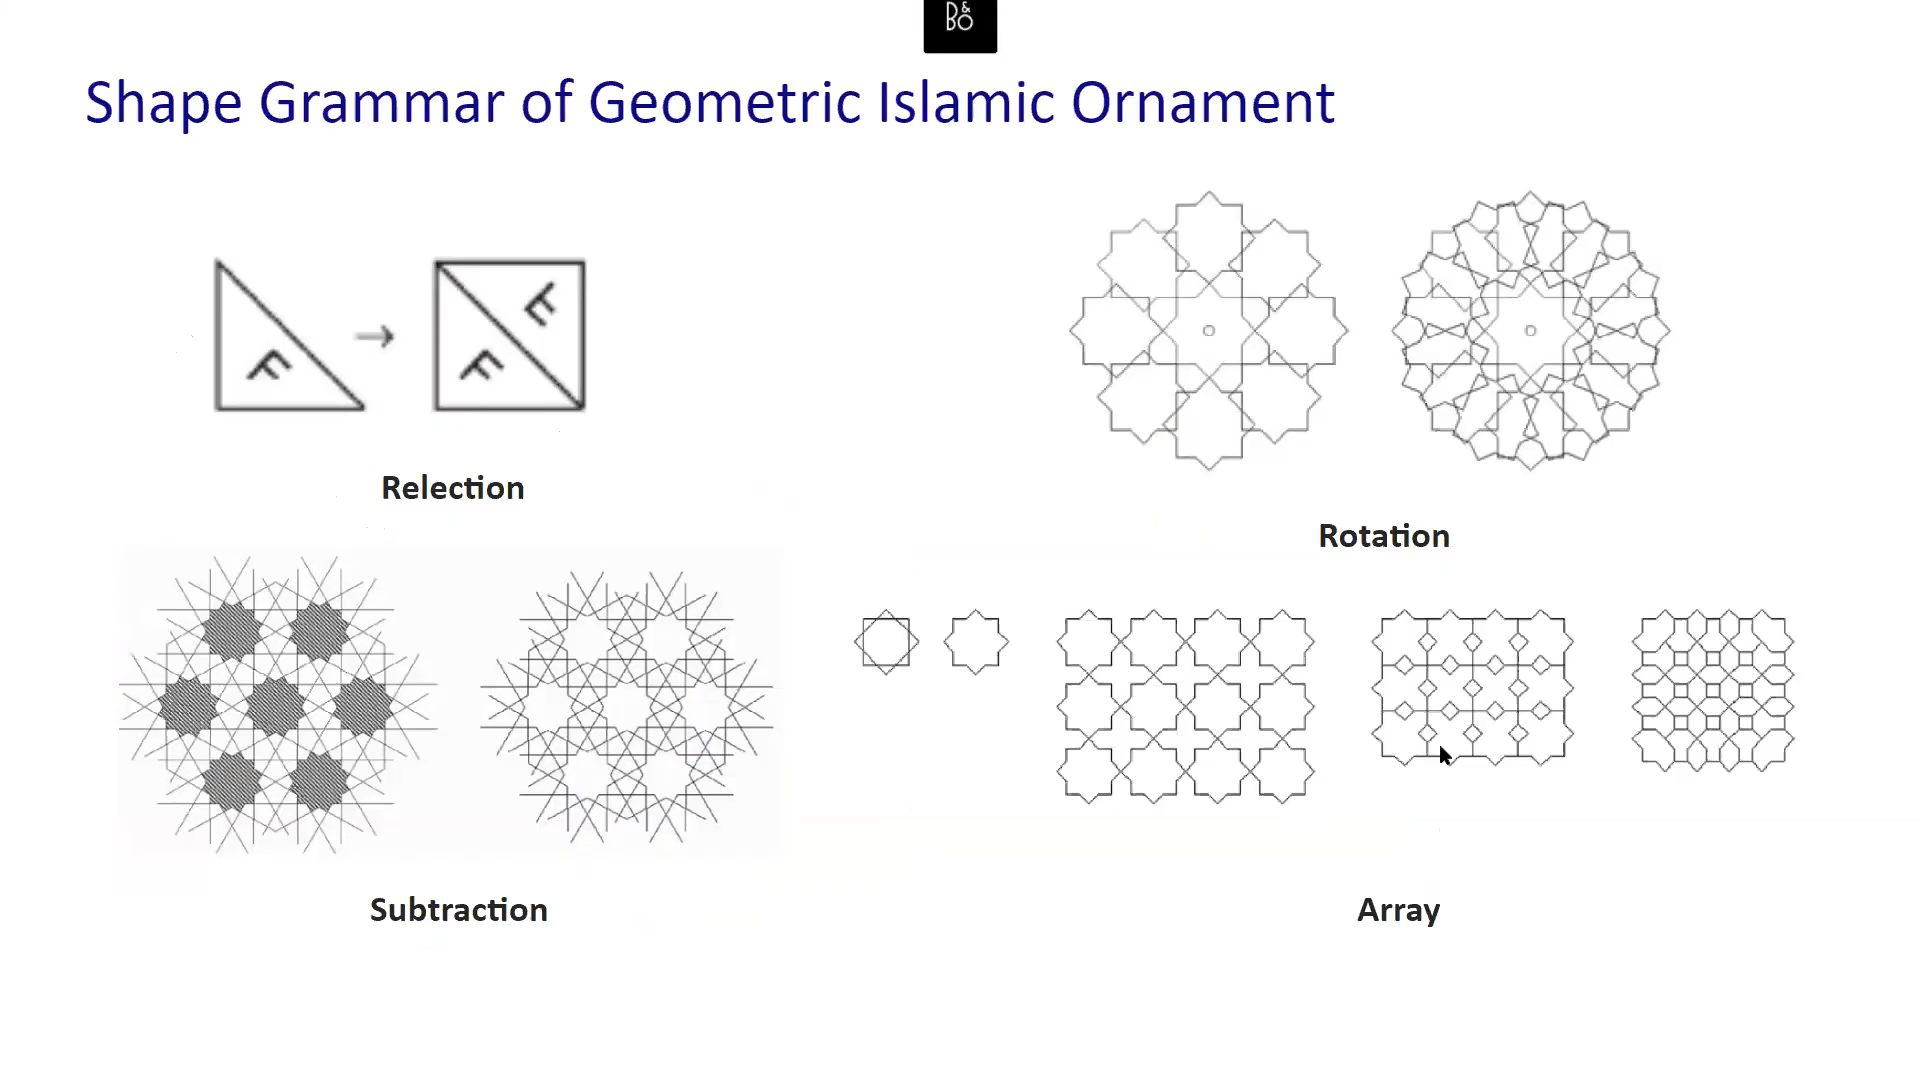 B&O
Shape Grammar of Geometric Islamic Ornament
F
F
F
Relection
Rotation
Subtraction
Array